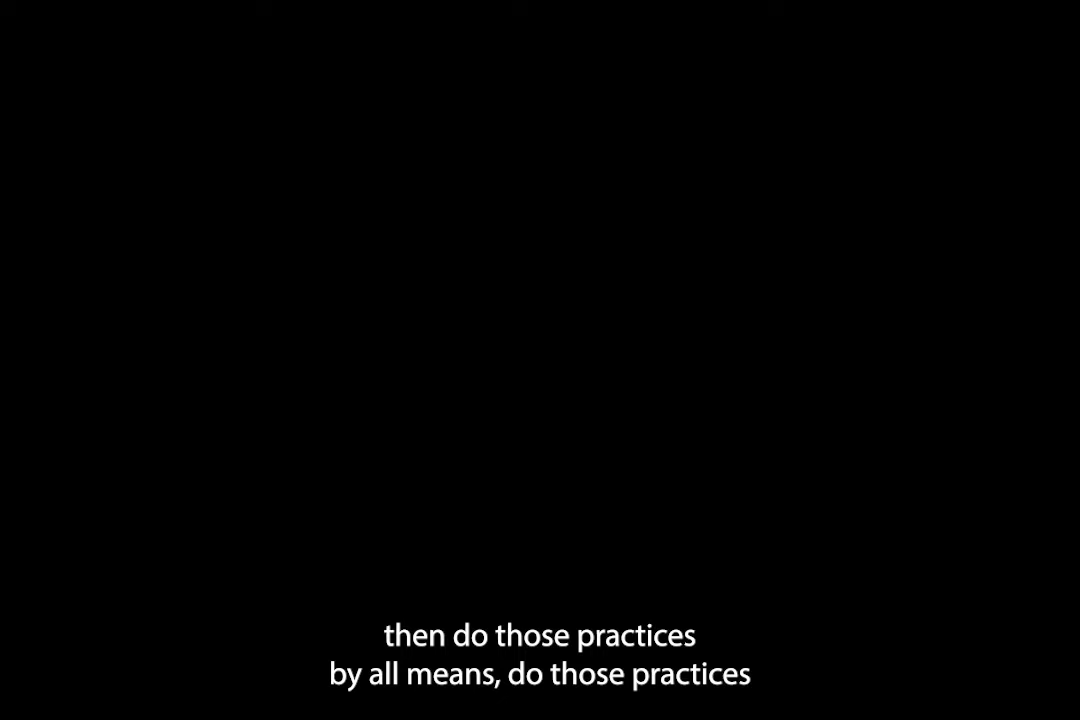 then do those practices
by all means, do those practices